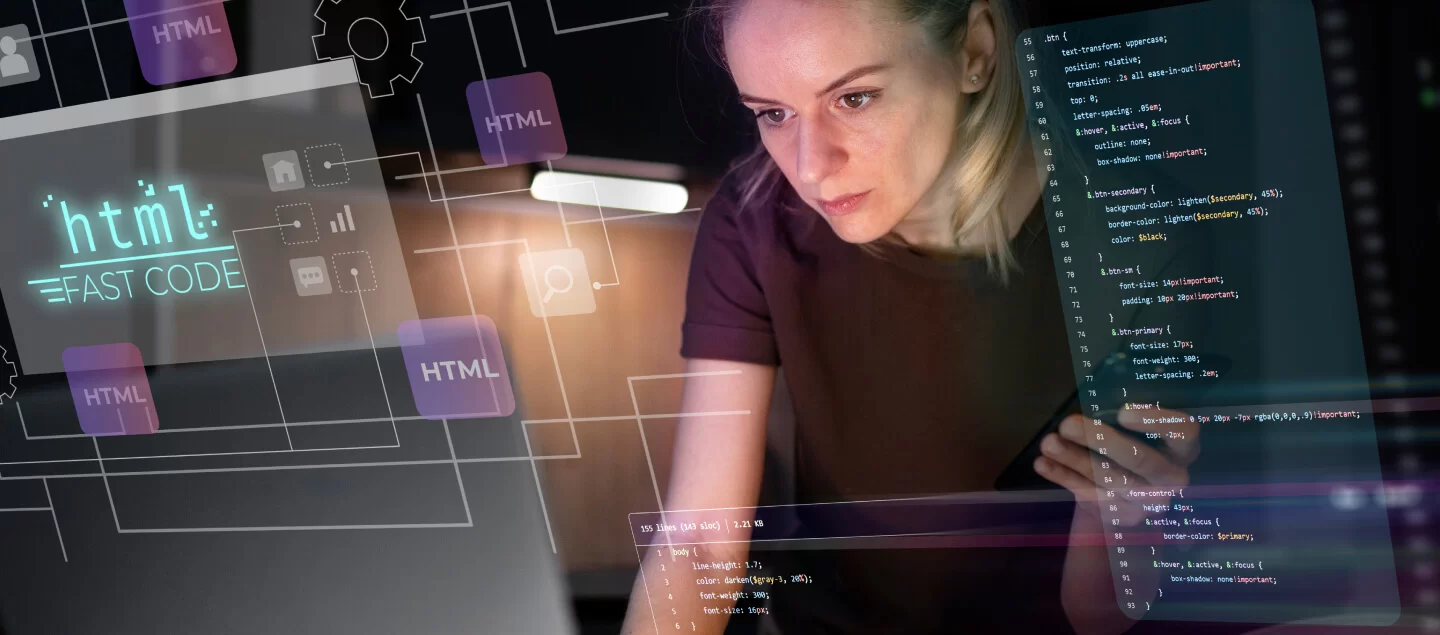 HTML
HTML
html
FAST CODE
HTML
HTML
55 .btn {
56 text-transform: uppercase;
57 position: relative;
58 transition: .2s all ease-in-out!important;
59 top: 0;
60 letter-spacing: .05em;
61 &:hover, &:active, &:focus {
62 outline: none;
63 box-shadow: none!important;
64 }
65 &.btn-secondary {
66 background-color: lighten($secondary, 45%);
67 border-color: lighten($secondary, 45%);
68 color: $black;
69 }
70 &.btn-sm {
71 font-size: 14px!important;
72 padding: 10px 20px!important;
73 }
74 &.btn-primary {
75 font-size: 17px;
76 font-weight: 300;
77 letter-spacing: .2em;
78 }
79 &:hover {
80 box-shadow: 0 5px 20px -7px rgba(0,0,0,.9)!important;
81 top: -2px;
82 }
83
84 }
85 .form-control {
86 height: 43px;
87 &:active, &:focus {
88 border-color: $primary;
89 }
90 &:hover, &:active, &:focus {
91 box-shadow: none!important;
92 }
93 }
155 lines (143 sloc) | 2.21 KB
1 body {
2 line-height: 1.7;
3 color: darken($gray-3, 20%);
4 font-weight: 300;
5 font-size: 16px;
6 }